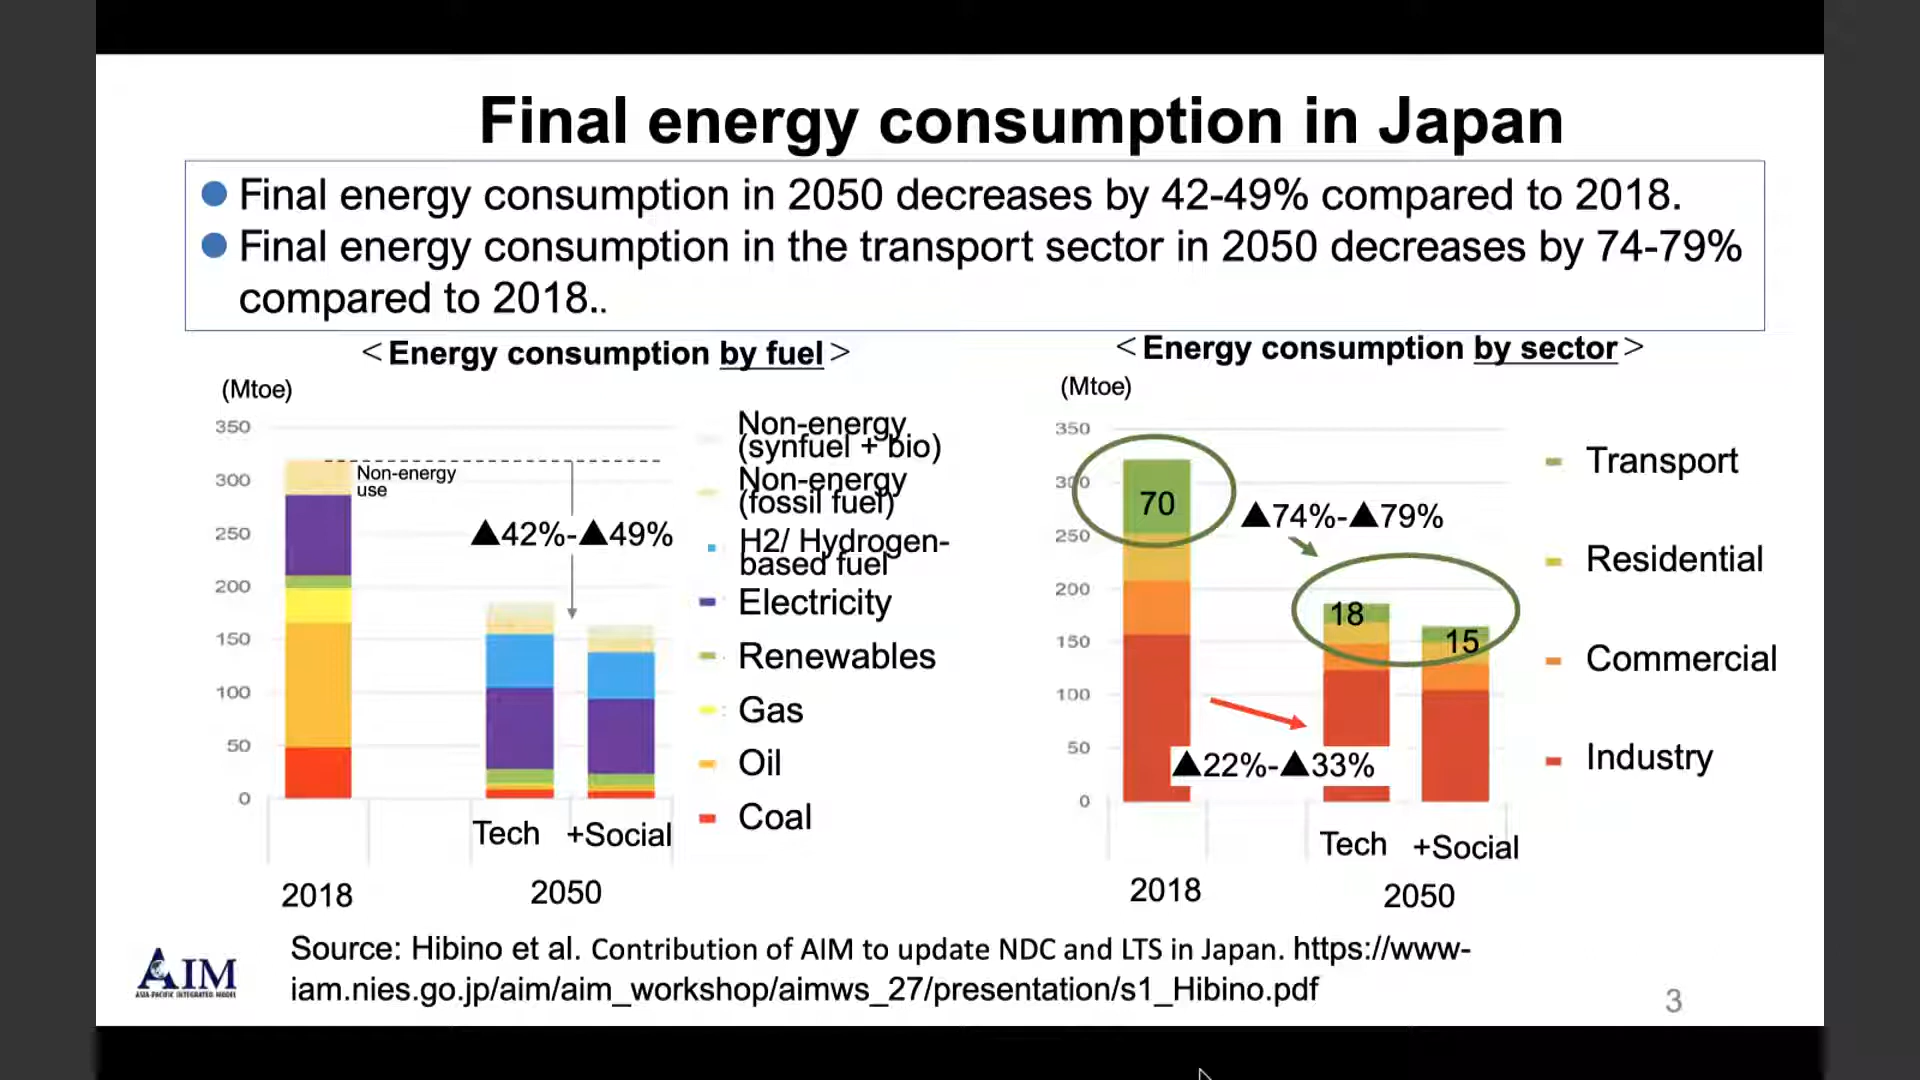 Final energy consumption in Japan
Final energy consumption in 2050 decreases by 42-49% compared to 2018.
Final energy consumption in the transport sector in 2050 decreases by 74-79%
compared to 2018..
<Energy consumption by fuel>
(Mtoe)
350
300
250
200
150
100
50
0
Non-energy
use
▲42%-▲49%
Tech +Social
2018
2050
Non-energy
(synfuel + bio)
Non-energy
(fossil fuel)
H2/ Hydrogen-
based fuel
Electricity
Renewables
Gas
Oil
Coal
<Energy consumption by sector>
(Mtoe)
350
300
250
200
150
100
50
0
70
▲74%-▲79%
18
15
▲22%-▲33%
Tech +Social
2018
2050
Transport
Residential
Commercial
Industry
AIM
ASIA-PACIFIC INTEGRATED MODEL
Source: Hibino et al. Contribution of AIM to update NDC and LTS in Japan. https://www-
iam.nies.go.jp/aim/aim_workshop/aimws_27/presentation/s1_Hibino.pdf
3